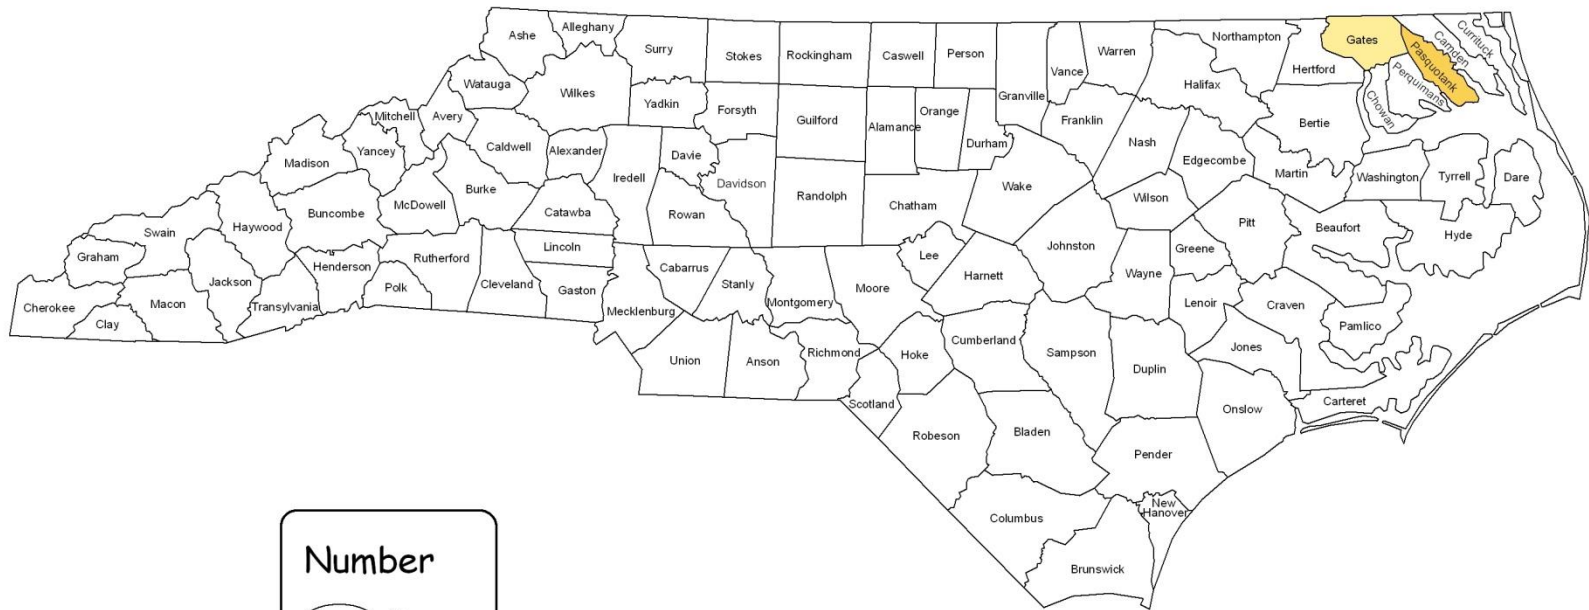 Ashe
Alleghany
Surry
Stokes
Rockingham
Caswell
Person
Granville
Vance
Warren
Northampton
Halifax
Hertford
Gates
Pasquotank
Camden
Currituck
Perquimans
Chowan
Bertie
Watauga
Wilkes
Yadkin
Forsyth
Guilford
Alamance
Orange
Durham
Franklin
Nash
Edgecombe
Martin
Washington
Tyrrell
Dare
Mitchell
Avery
Caldwell
Alexander
Iredell
Davie
Davidson
Randolph
Chatham
Wake
Wilson
Pitt
Beaufort
Hyde
Madison
Yancey
McDowell
Burke
Catawba
Rowan
Buncombe
Haywood
Swain
Graham
Cherokee
Clay
Macon
Jackson
Transylvania
Henderson
Polk
Rutherford
Cleveland
Lincoln
Gaston
Mecklenburg
Cabarrus
Stanly
Montgomery
Moore
Lee
Harnett
Johnston
Wayne
Greene
Lenoir
Craven
Pamlico
Jones
Carteret
Onslow
Duplin
Sampson
Cumberland
Hoke
Scotland
Richmond
Anson
Union
Robeson
Bladen
Pender
New
Hanover
Columbus
Brunswick
Number